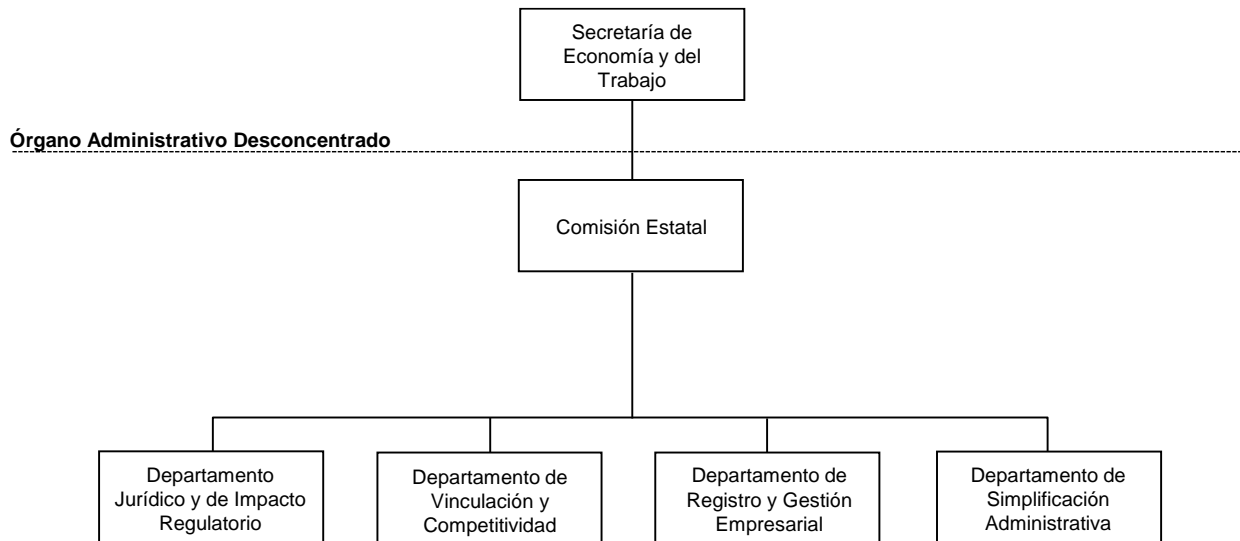 Secretaría de
Economía y del
Trabajo
Órgano Administrativo Desconcentrado
Comisión Estatal
Departamento
Jurídico y de Impacto
Regulatorio
Departamento de
Vinculación y
Competitividad
Departamento de
Registro y Gestión
Empresarial
Departamento de
Simplificación
Administrativa